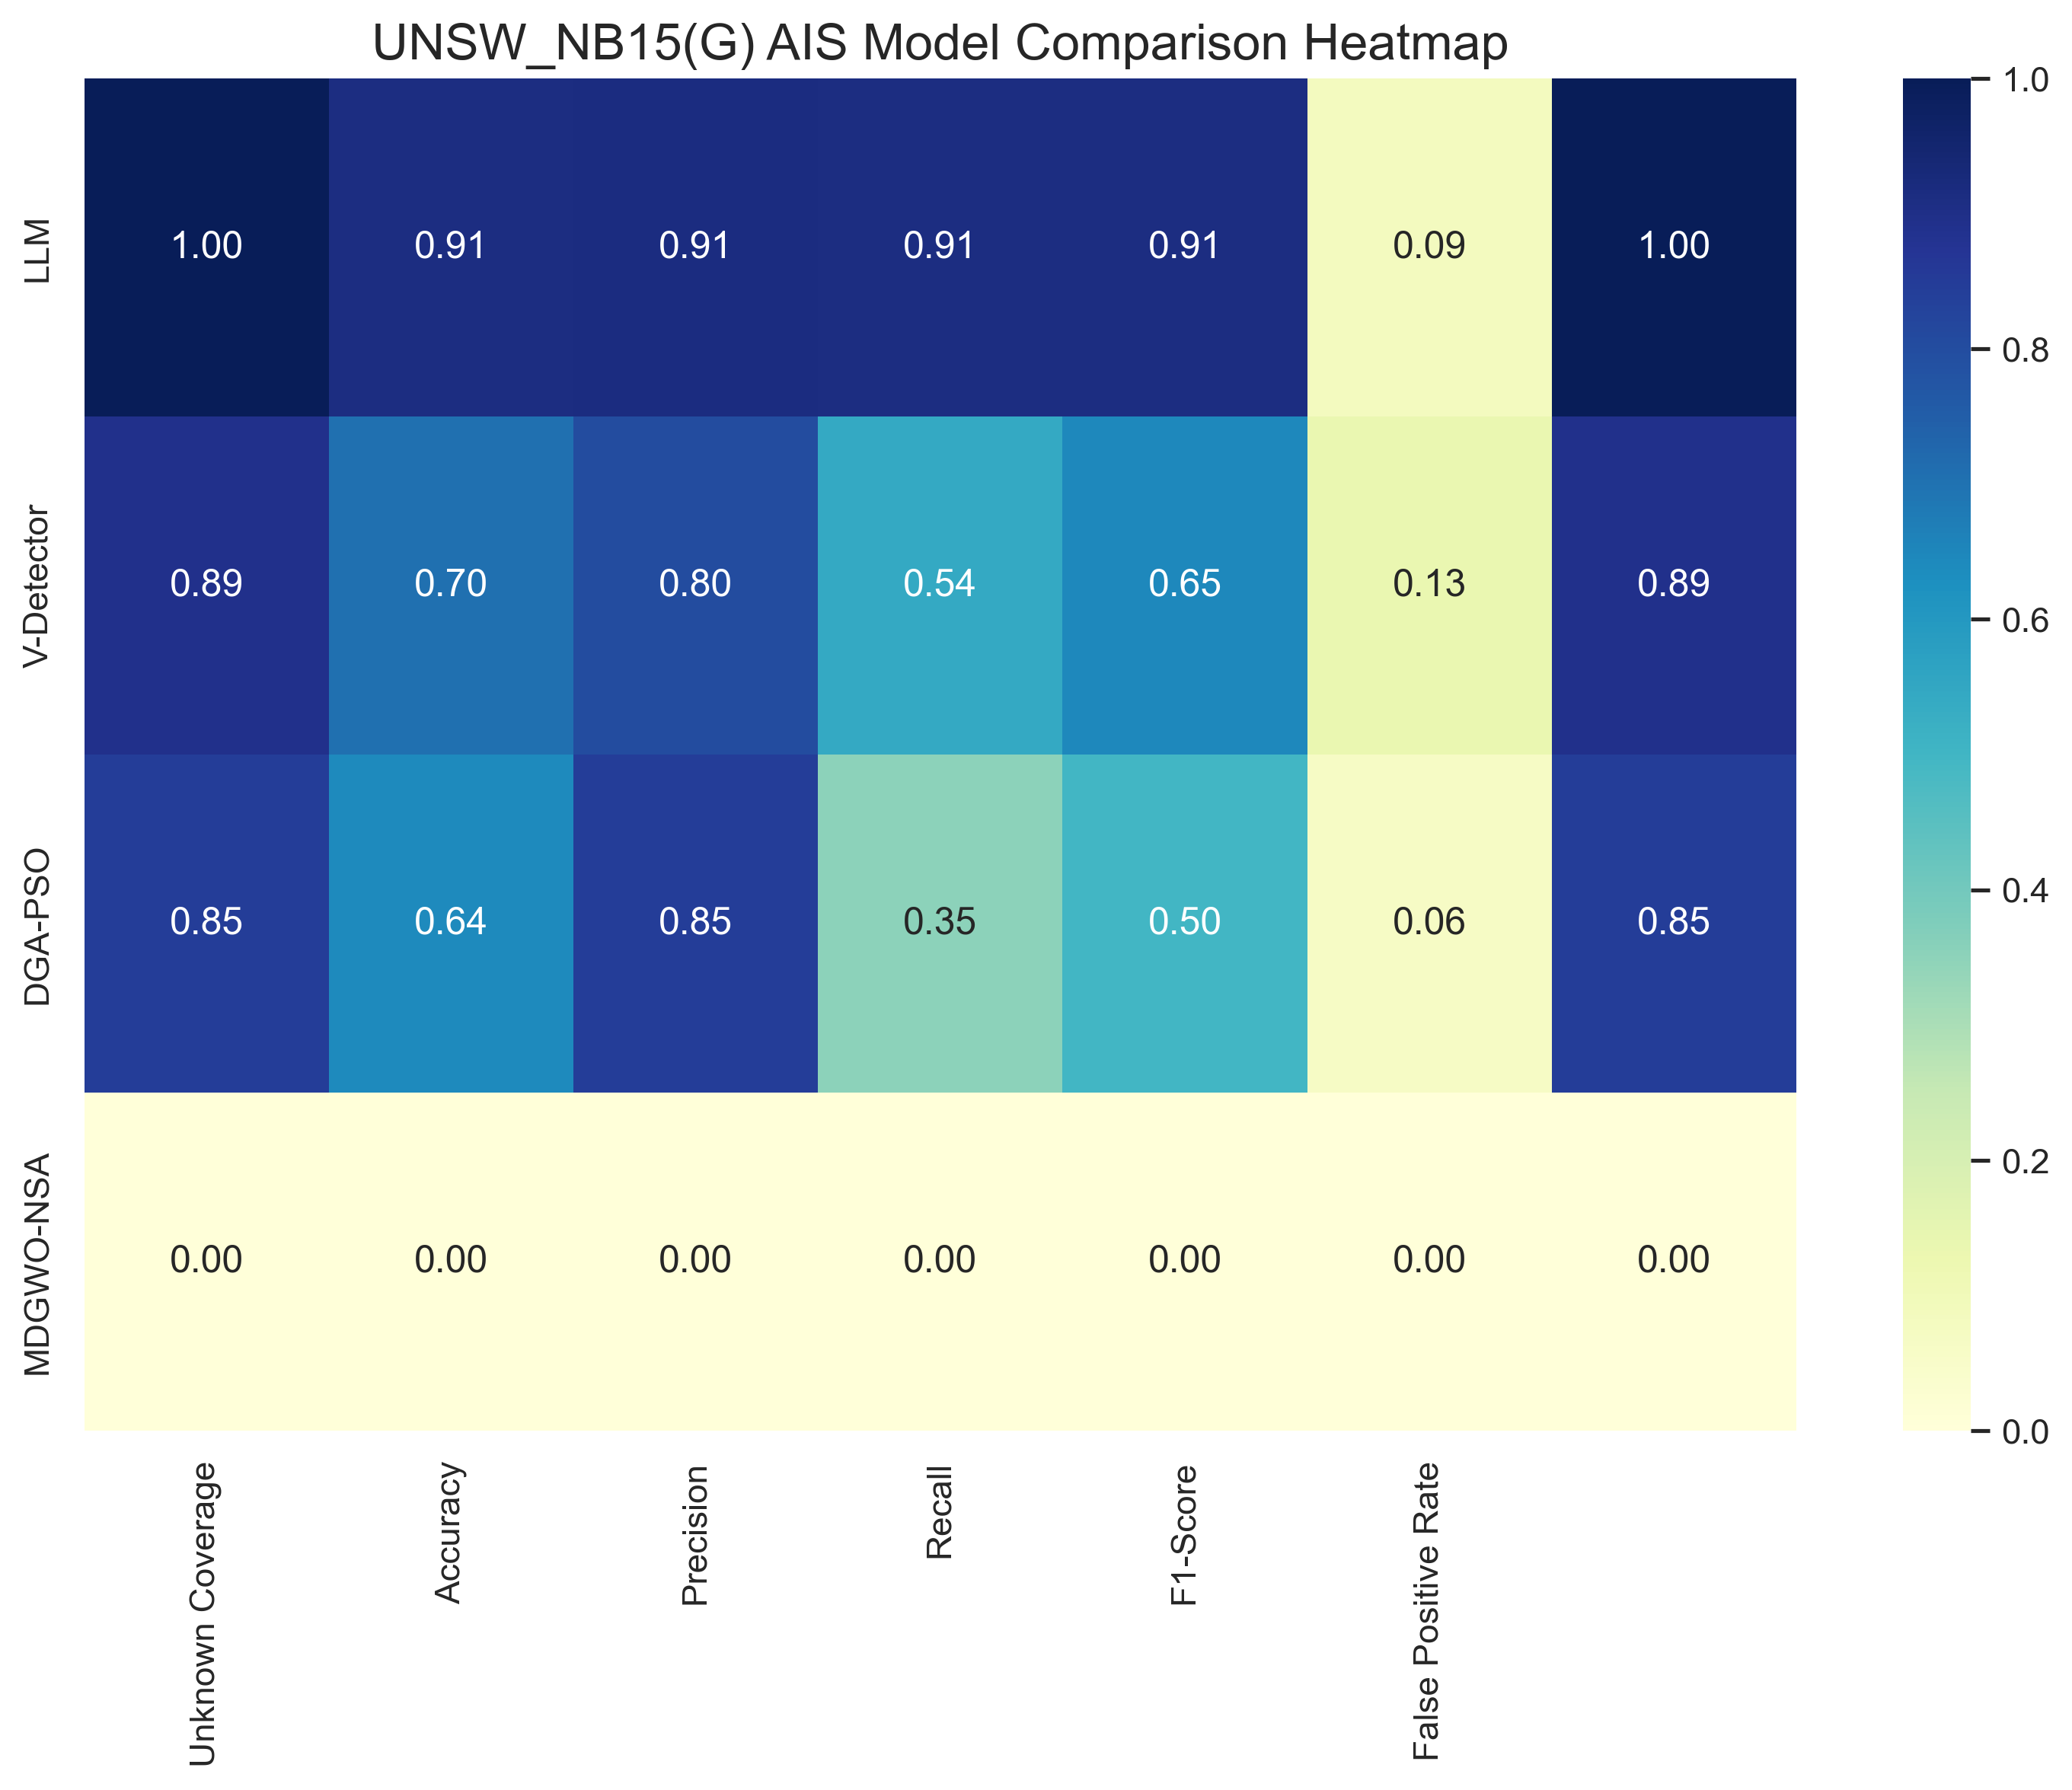 UNSW_NB15(G) AIS Model Comparison Heatmap
LLM
1.00 0.91 0.91 0.91 0.91 0.09 1.00
V-Detector
0.89 0.70 0.80 0.54 0.65 0.13 0.89
DGA-PSO
0.85 0.64 0.85 0.35 0.50 0.06 0.85
MDGWO-NSA
0.00 0.00 0.00 0.00 0.00 0.00 0.00
Unknown Coverage
Accuracy
Precision
Recall
F1-Score
False Positive Rate
1.0
0.8
0.6
0.4
0.2
0.0